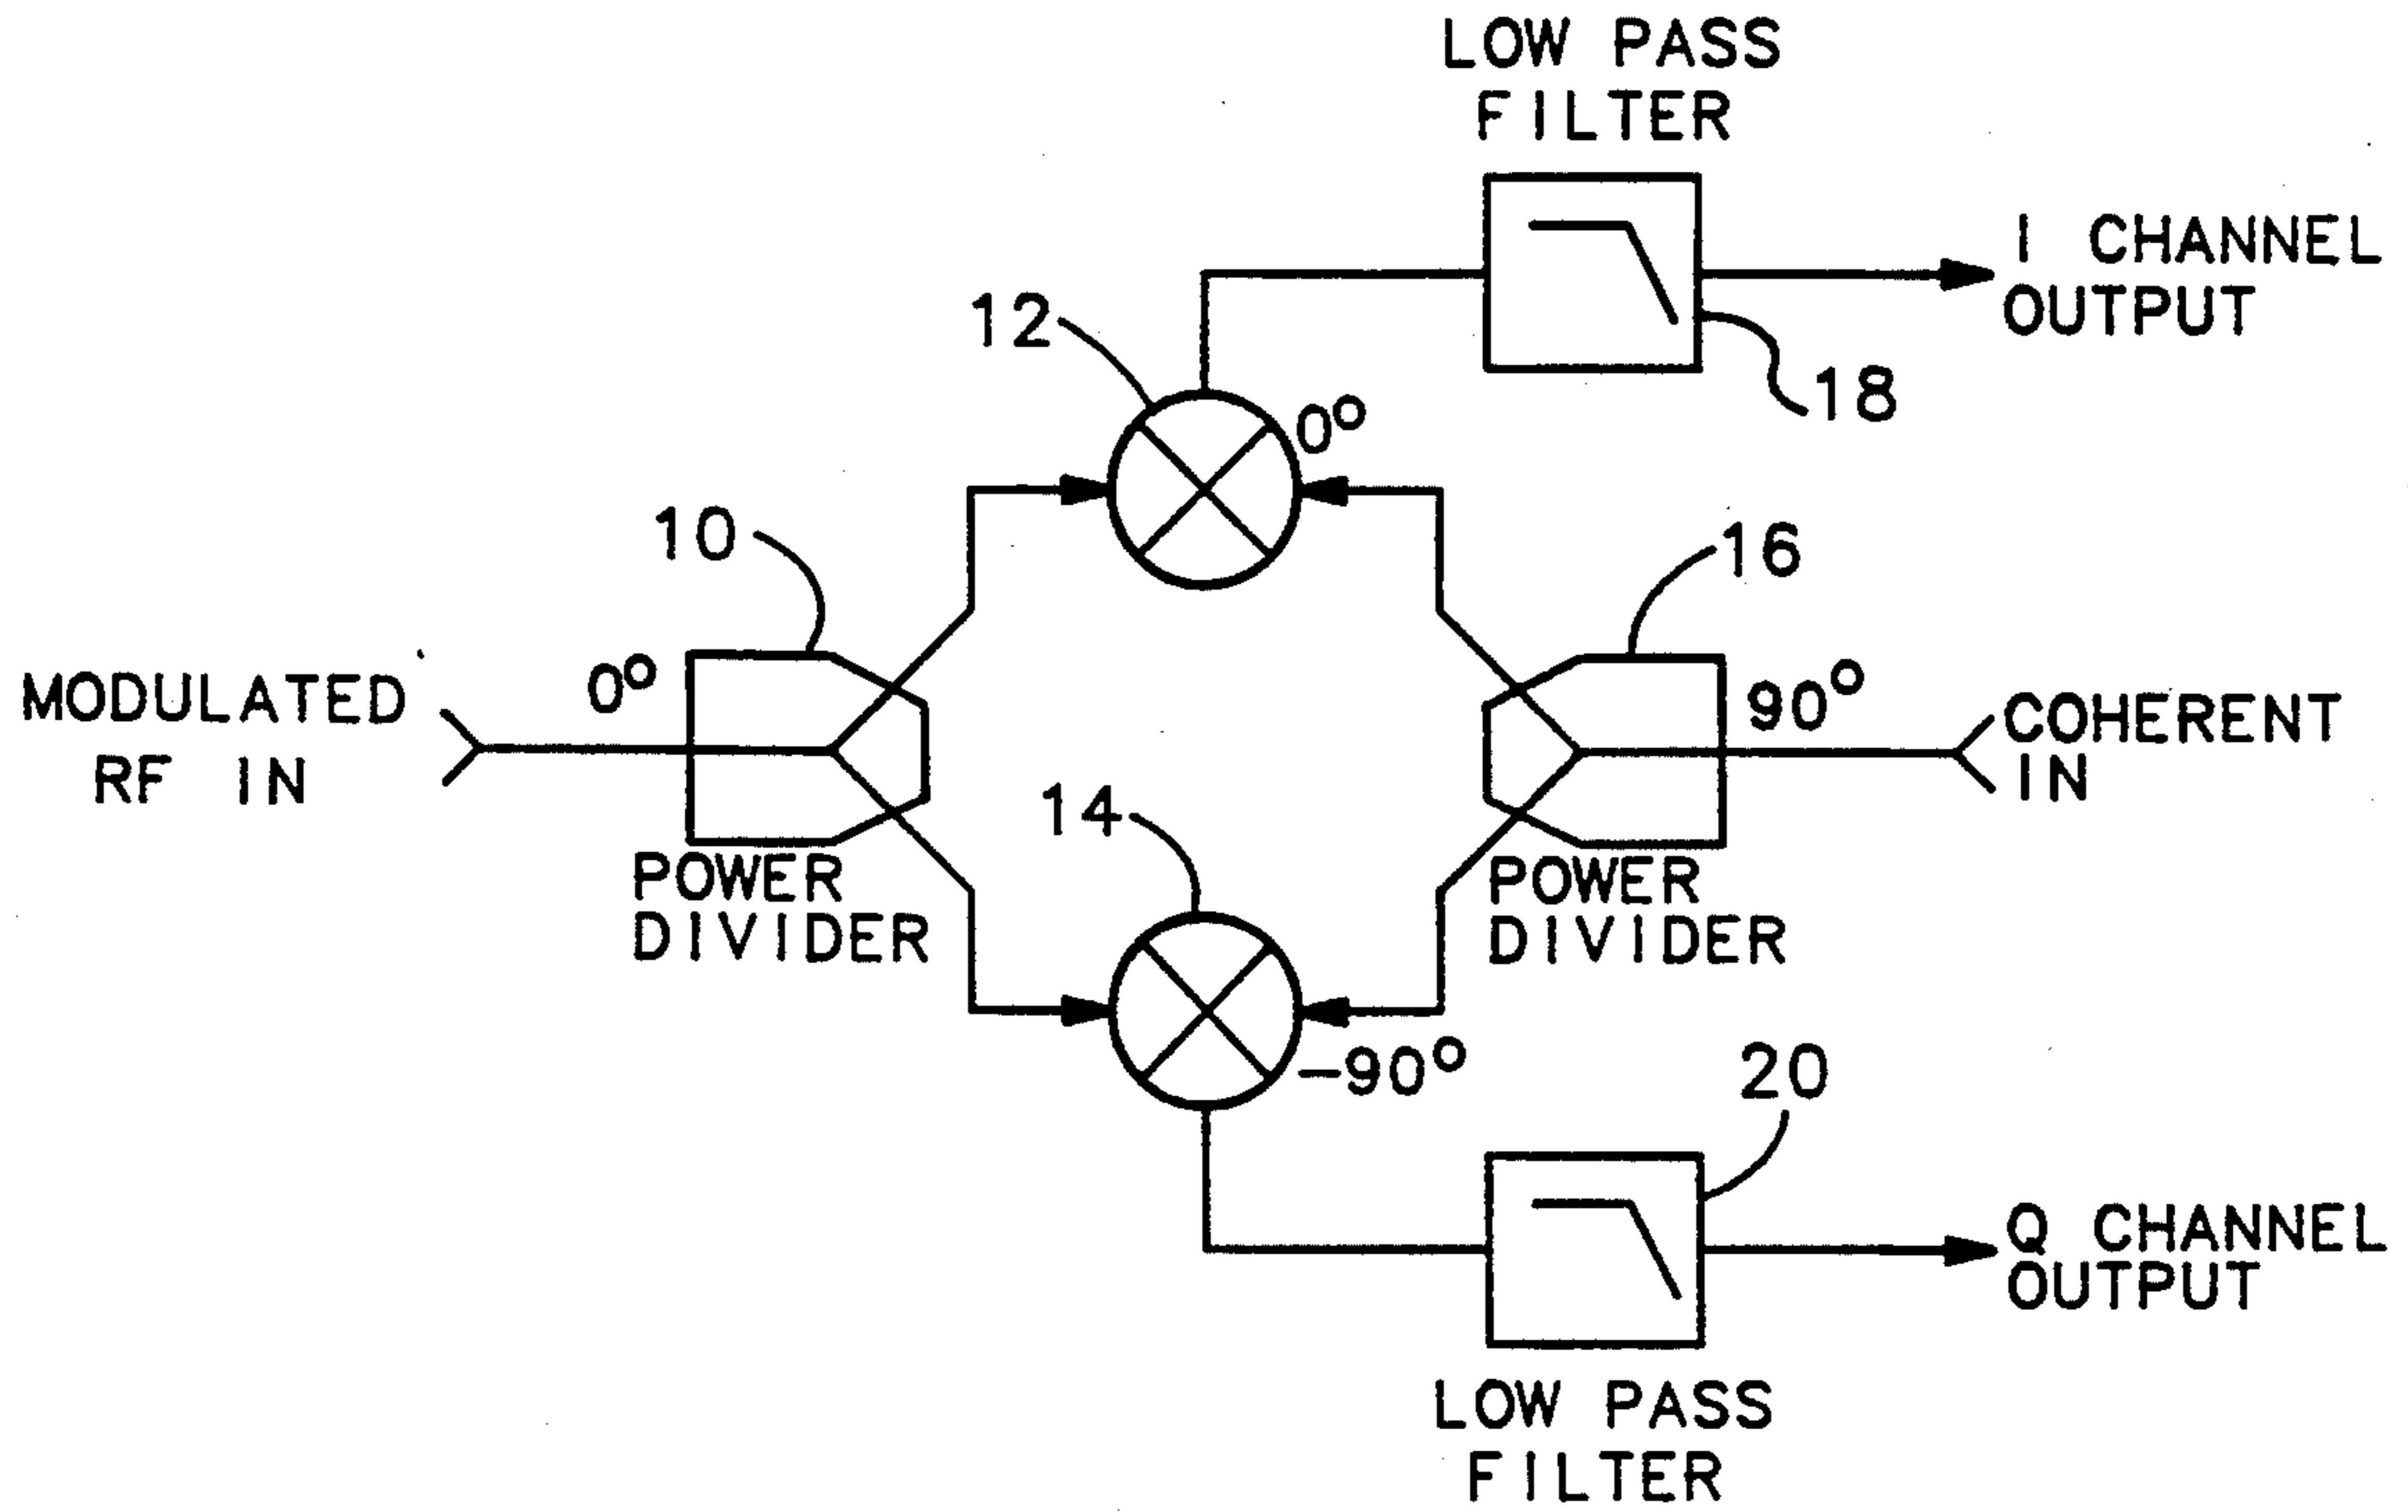 LOW PASS
FILTER
I CHANNEL
OUTPUT
12
0°
18
10
16
0°
90°
MODULATED
RF IN
COHERENT
IN
14
POWER
DIVIDER
POWER
DIVIDER
-90°
20
Q CHANNEL
OUTPUT
LOW PASS
FILTER